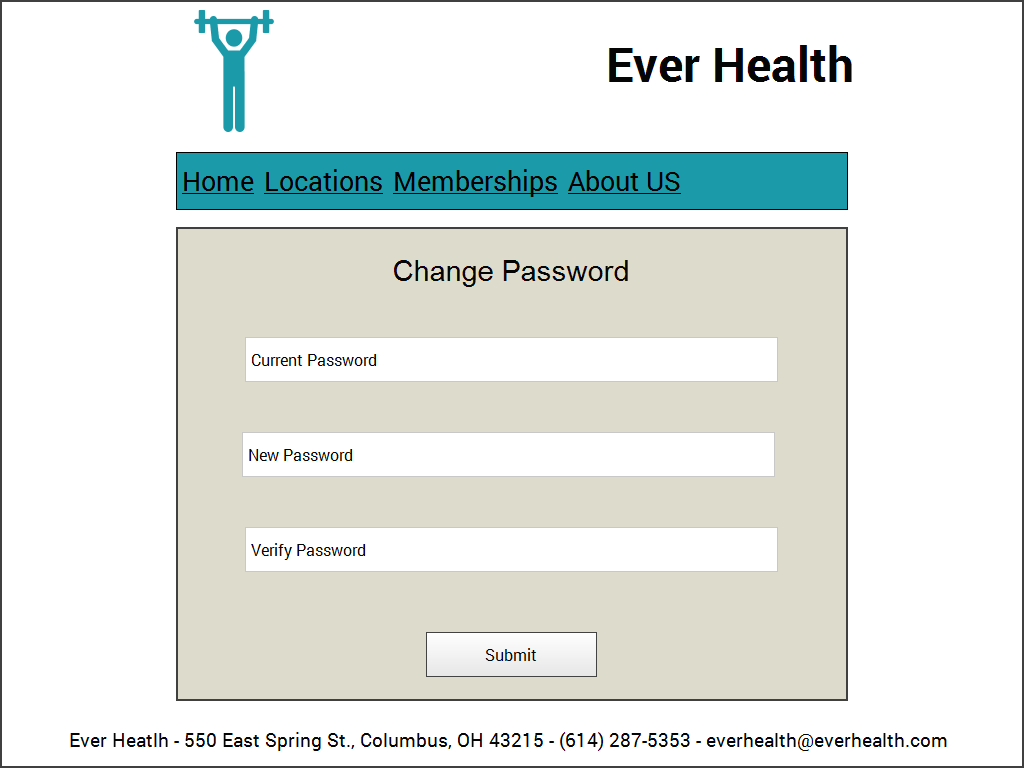 Ever Health
Home Locations Memberships About US
Change Password
Current Password
New Password
Verify Password
Submit
Ever Heatlh - 550 East Spring St., Columbus, OH 43215 - (614) 287-5353 - everhealth@everhealth.com